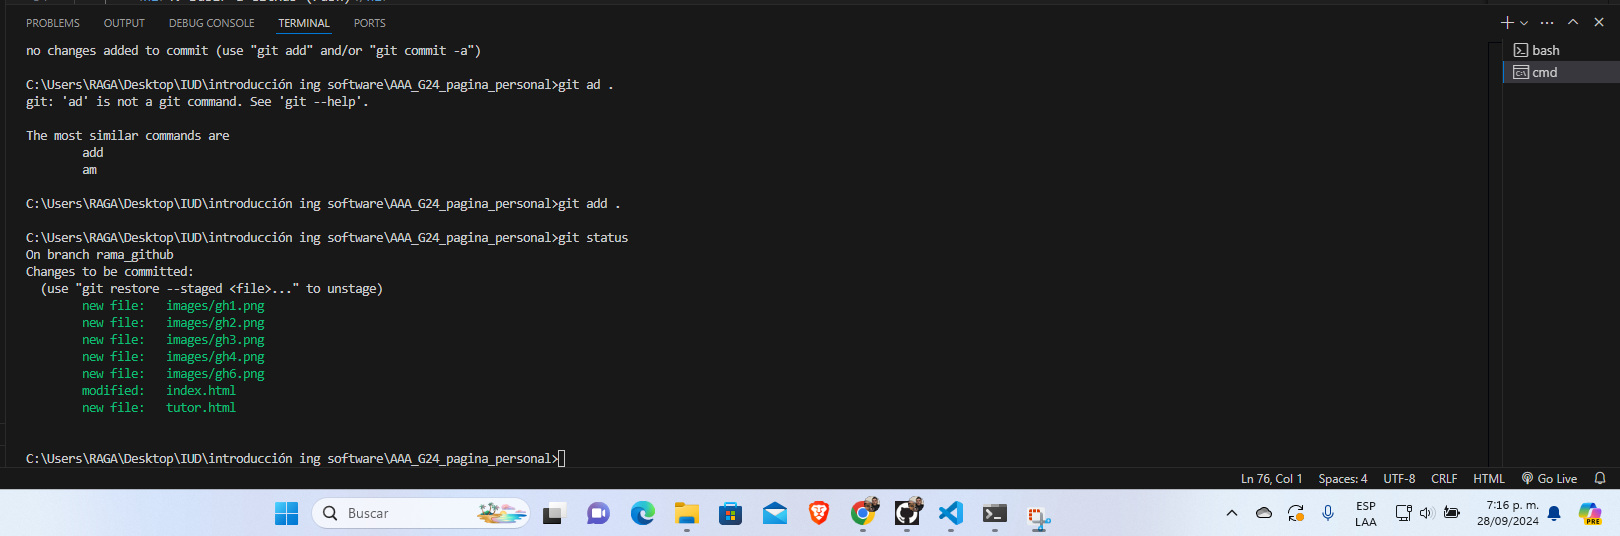 PROBLEMS OUTPUT DEBUG CONSOLE TERMINAL PORTS
no changes added to commit (use "git add" and/or "git commit -a")
bash
cmd
C:\Users\RAGA\Desktop\IUD\introducción ing software\AAA_G24_pagina_personal>git ad .
git: 'ad' is not a git command. See 'git --help'.
The most similar commands are
add
am
C:\Users\RAGA\Desktop\IUD\introducción ing software\AAA_G24_pagina_personal>git add .
C:\Users\RAGA\Desktop\IUD\introducción ing software\AAA_G24_pagina_personal>git status
On branch rama_github
Changes to be committed:
(use "git restore --staged <file>..." to unstage)
new file: images/gh1.png
new file: images/gh2.png
new file: images/gh3.png
new file: images/gh4.png
new file: images/gh6.png
modified: index.html
new file: tutor.html
C:\Users\RAGA\Desktop\IUD\introducción ing software\AAA_G24_pagina_personal>
Ln 76, Col 1 Spaces: 4 UTF-8 CRLF HTML Go Live
Buscar
ESP
LAA
7:16 p. m.
28/09/2024
PRE